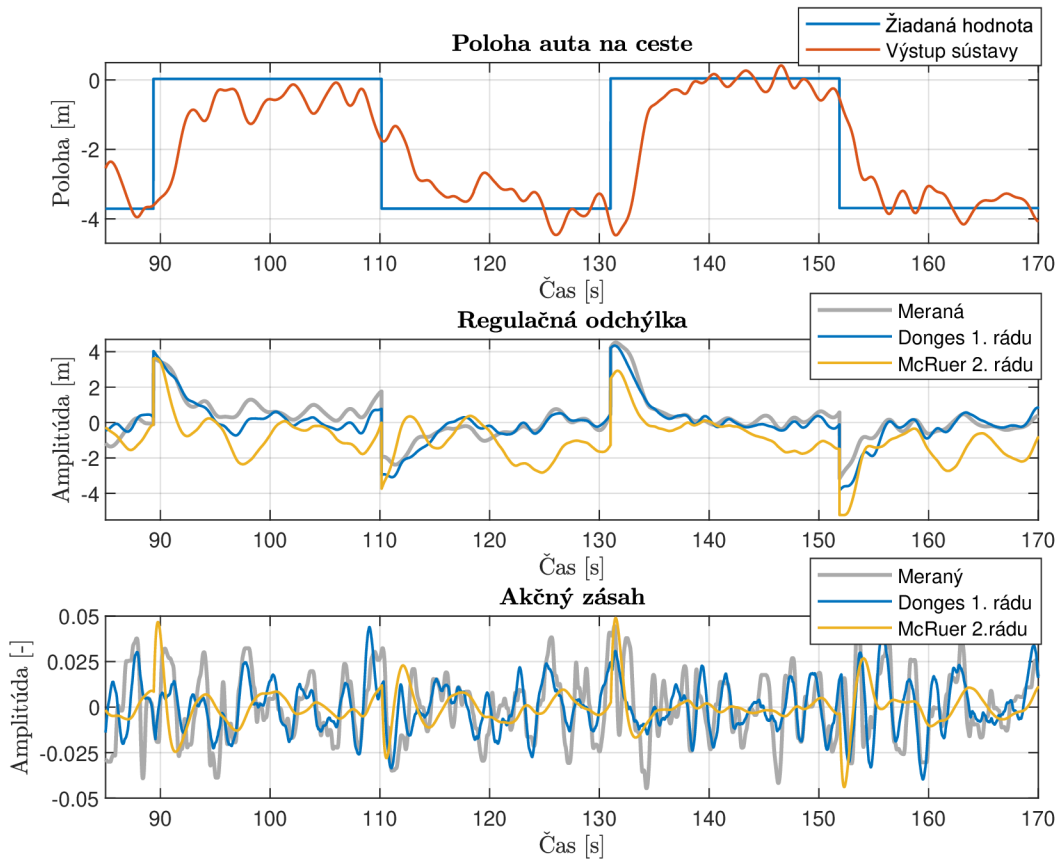 Poloha auta na ceste
Žiadaná hodnota
Výstup sústavy
Poloha [m]
0
-2
-4
90 100 110 120 130 140 150 160 170
Čas [s]
Regulačná odchýlka
Meraná
Donges 1. rádu
McRuer 2. rádu
Amplitúda [m]
4
2
0
-2
-4
90 100 110 120 130 140 150 160 170
Čas [s]
Akčný zásah
Meraný
Donges 1. rádu
McRuer 2.rádu
Amplitúda [-]
0.05
0.025
0
-0.025
-0.05
90 100 110 120 130 140 150 160 170
Čas [s]